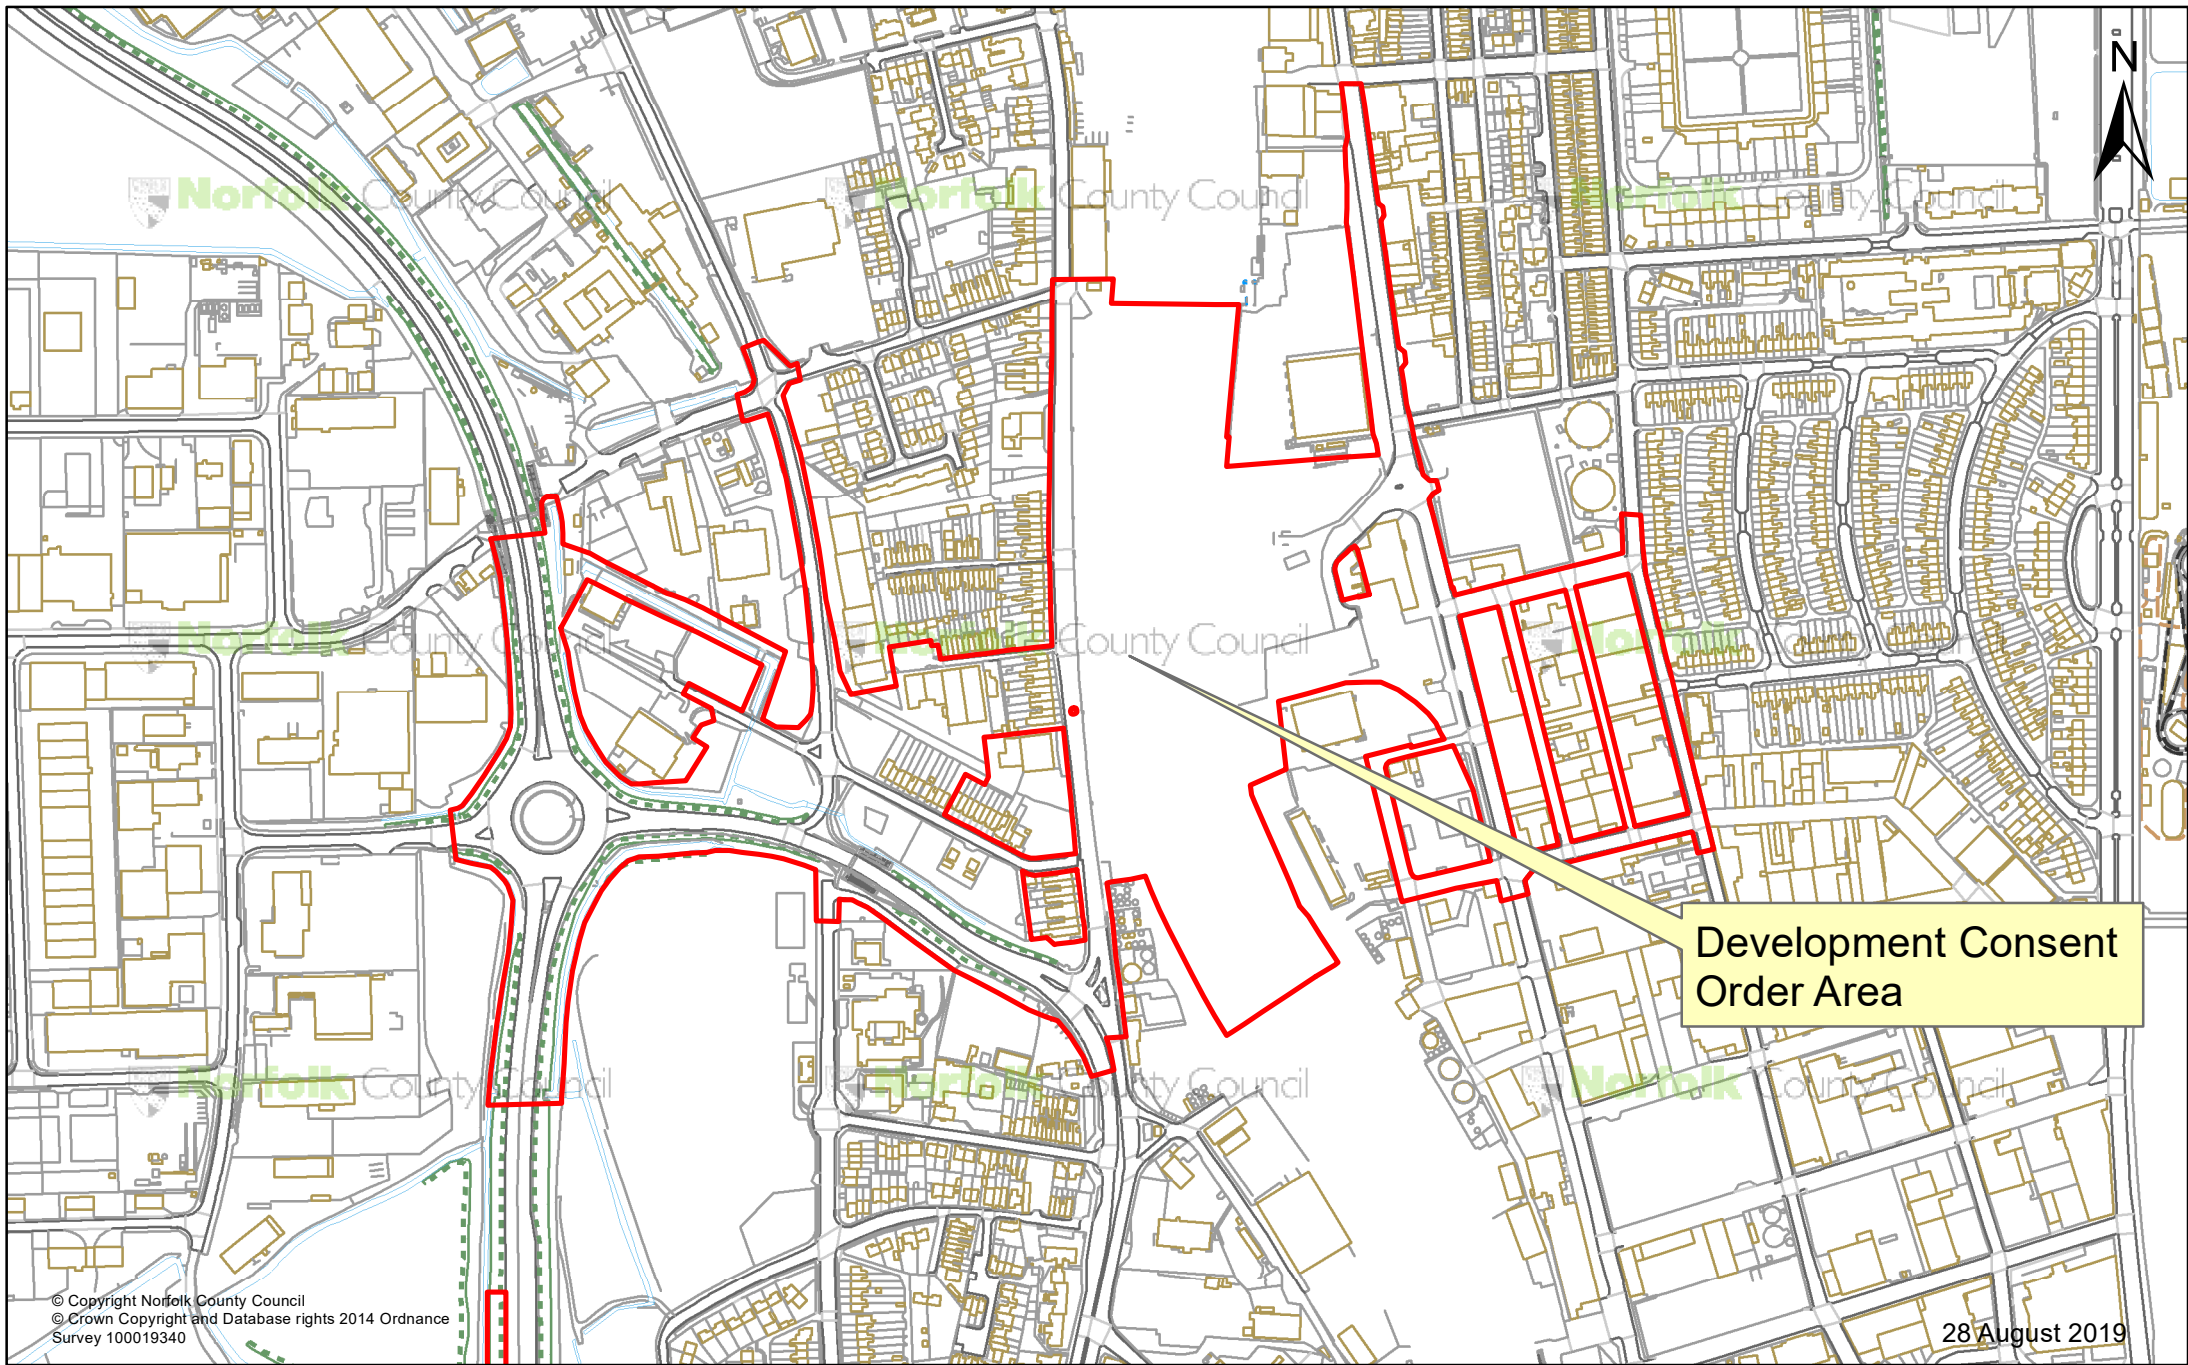 N
Norfolk County Council
Norfolk County Council
Norfolk County Council
Norfolk County Council
Norfolk County Council
Norfolk County Council
Development Consent
Order Area
Norfolk County Council
Norfolk County Council
Norfolk County Council
© Copyright Norfolk County Council
© Crown Copyright and Database rights 2014 Ordnance
Survey 100019340
28 August 2019